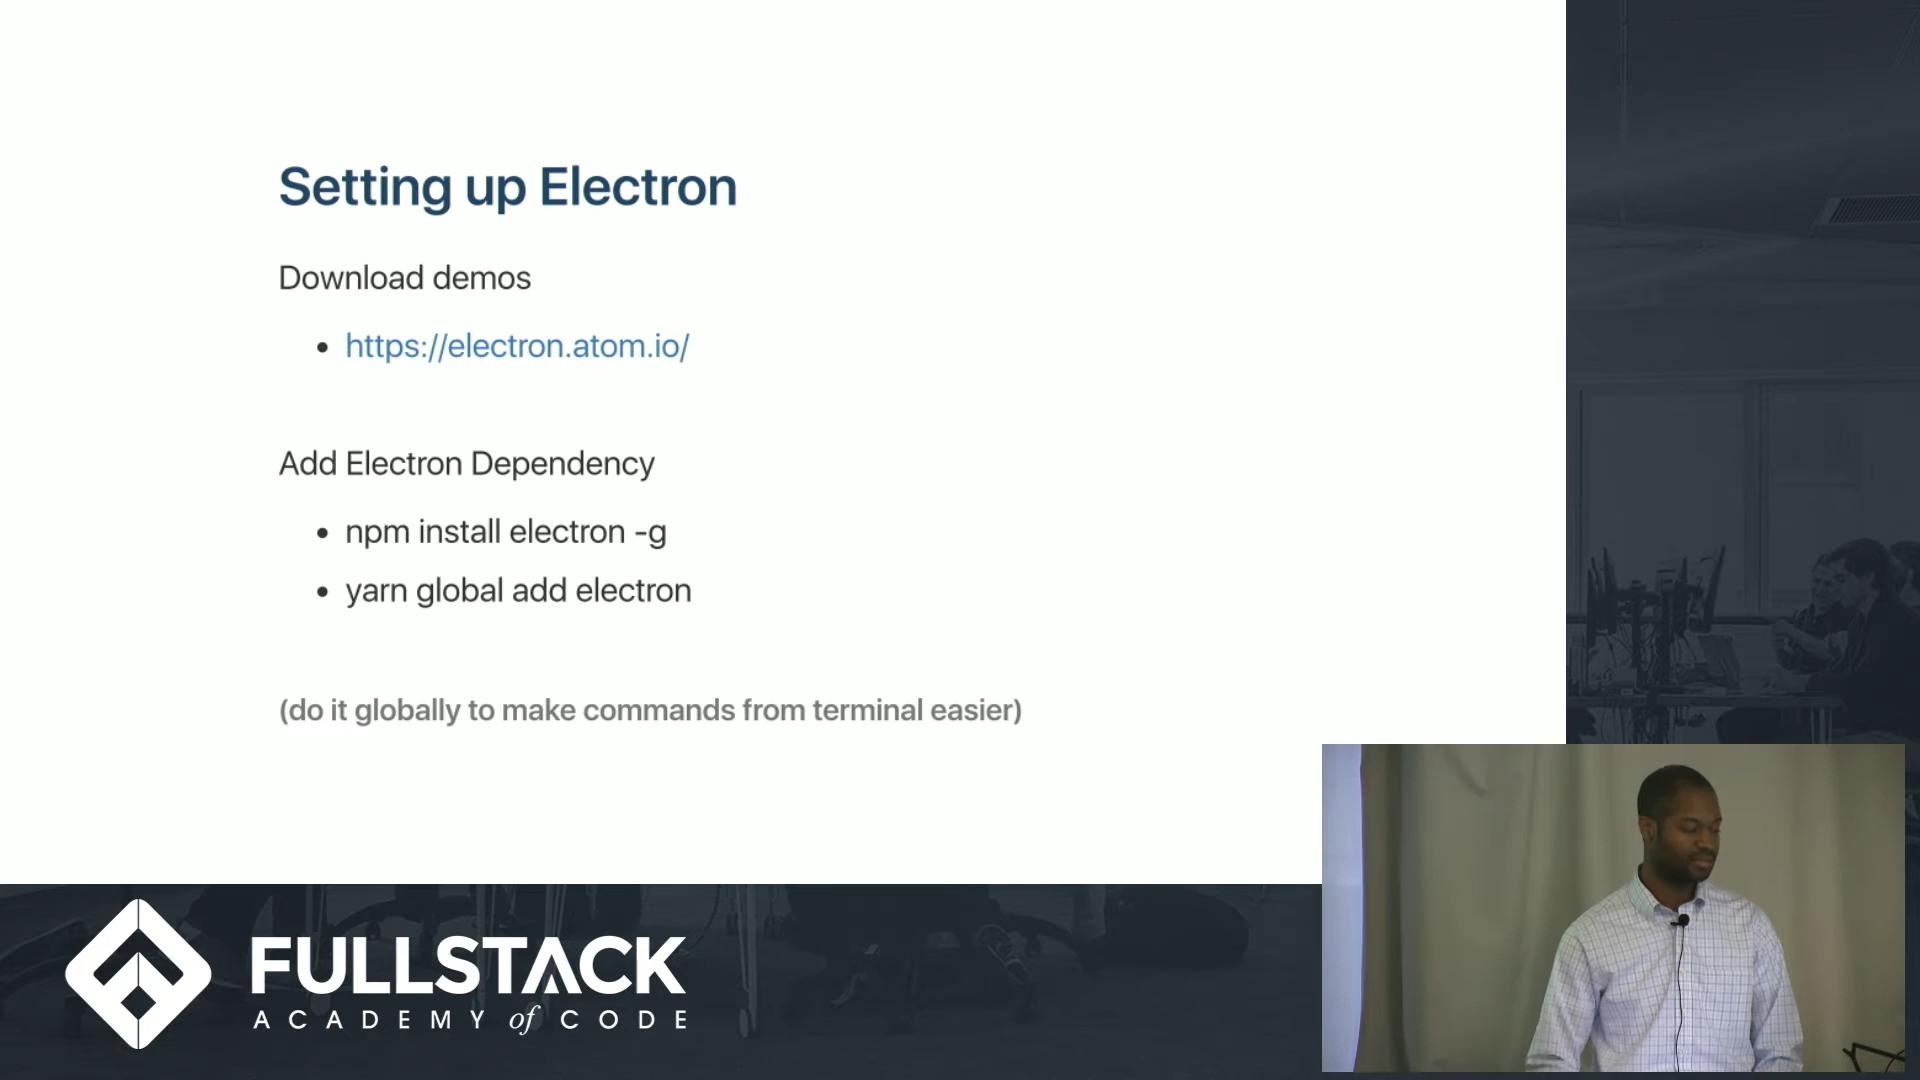 Setting up Electron
Download demos
• https://electron.atom.io/
Add Electron Dependency
• npm install electron -g
• yarn global add electron
(do it globally to make commands from terminal easier)
FULLSTACK
ACADEMY of CODE